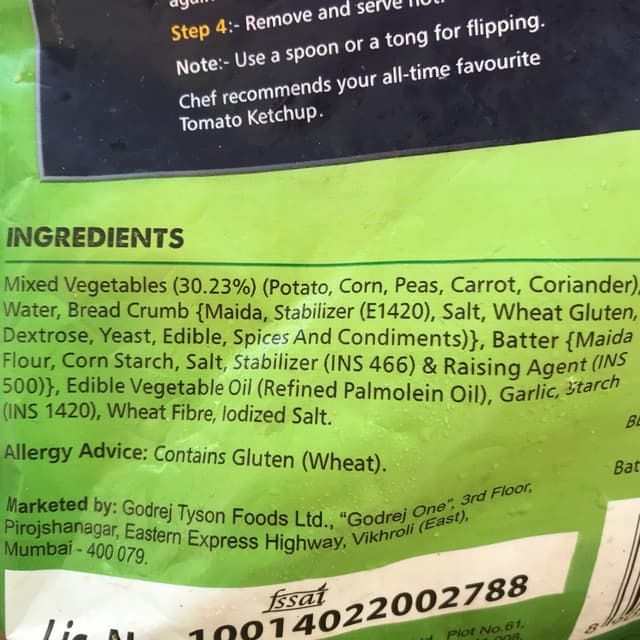 Step 4:- Remove and serve hot.
Note:- Use a spoon or a tong for flipping.
Chef recommends your all-time favourite
Tomato Ketchup.
INGREDIENTS
Mixed Vegetables (30.23%) (Potato, Corn, Peas, Carrot, Coriander),
Water, Bread Crumb {Maida, Stabilizer (E1420), Salt, Wheat Gluten,
Dextrose, Yeast, Edible, Spices And Condiments)}, Batter {Maida
Flour, Corn Starch, Salt, Stabilizer (INS 466) & Raising Agent (INS
500)}, Edible Vegetable Oil (Refined Palmolein Oil), Garlic, Starch
(INS 1420), Wheat Fibre, Iodized Salt.
Allergy Advice: Contains Gluten (Wheat).
Bat
Marketed by: Godrej Tyson Foods Ltd., "Godrej One", 3rd Floor,
Pirojshanagar, Eastern Express Highway, Vikhroli (East),
Mumbai - 400 079.
fssai
10014022002788
Plot No.61,